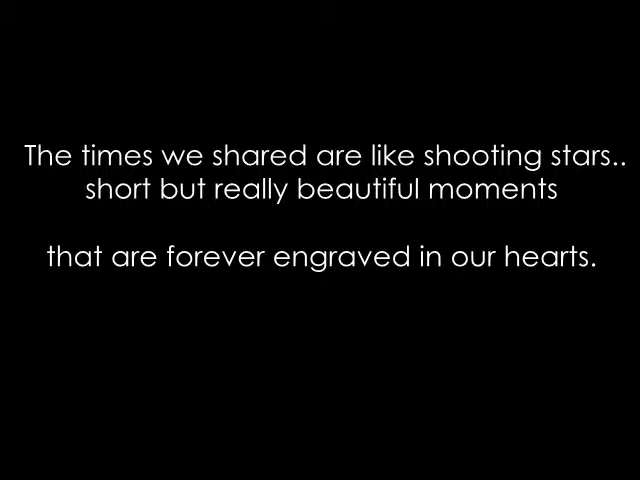 The times we shared are like shooting stars..
short but really beautiful moments
that are forever engraved in our hearts.